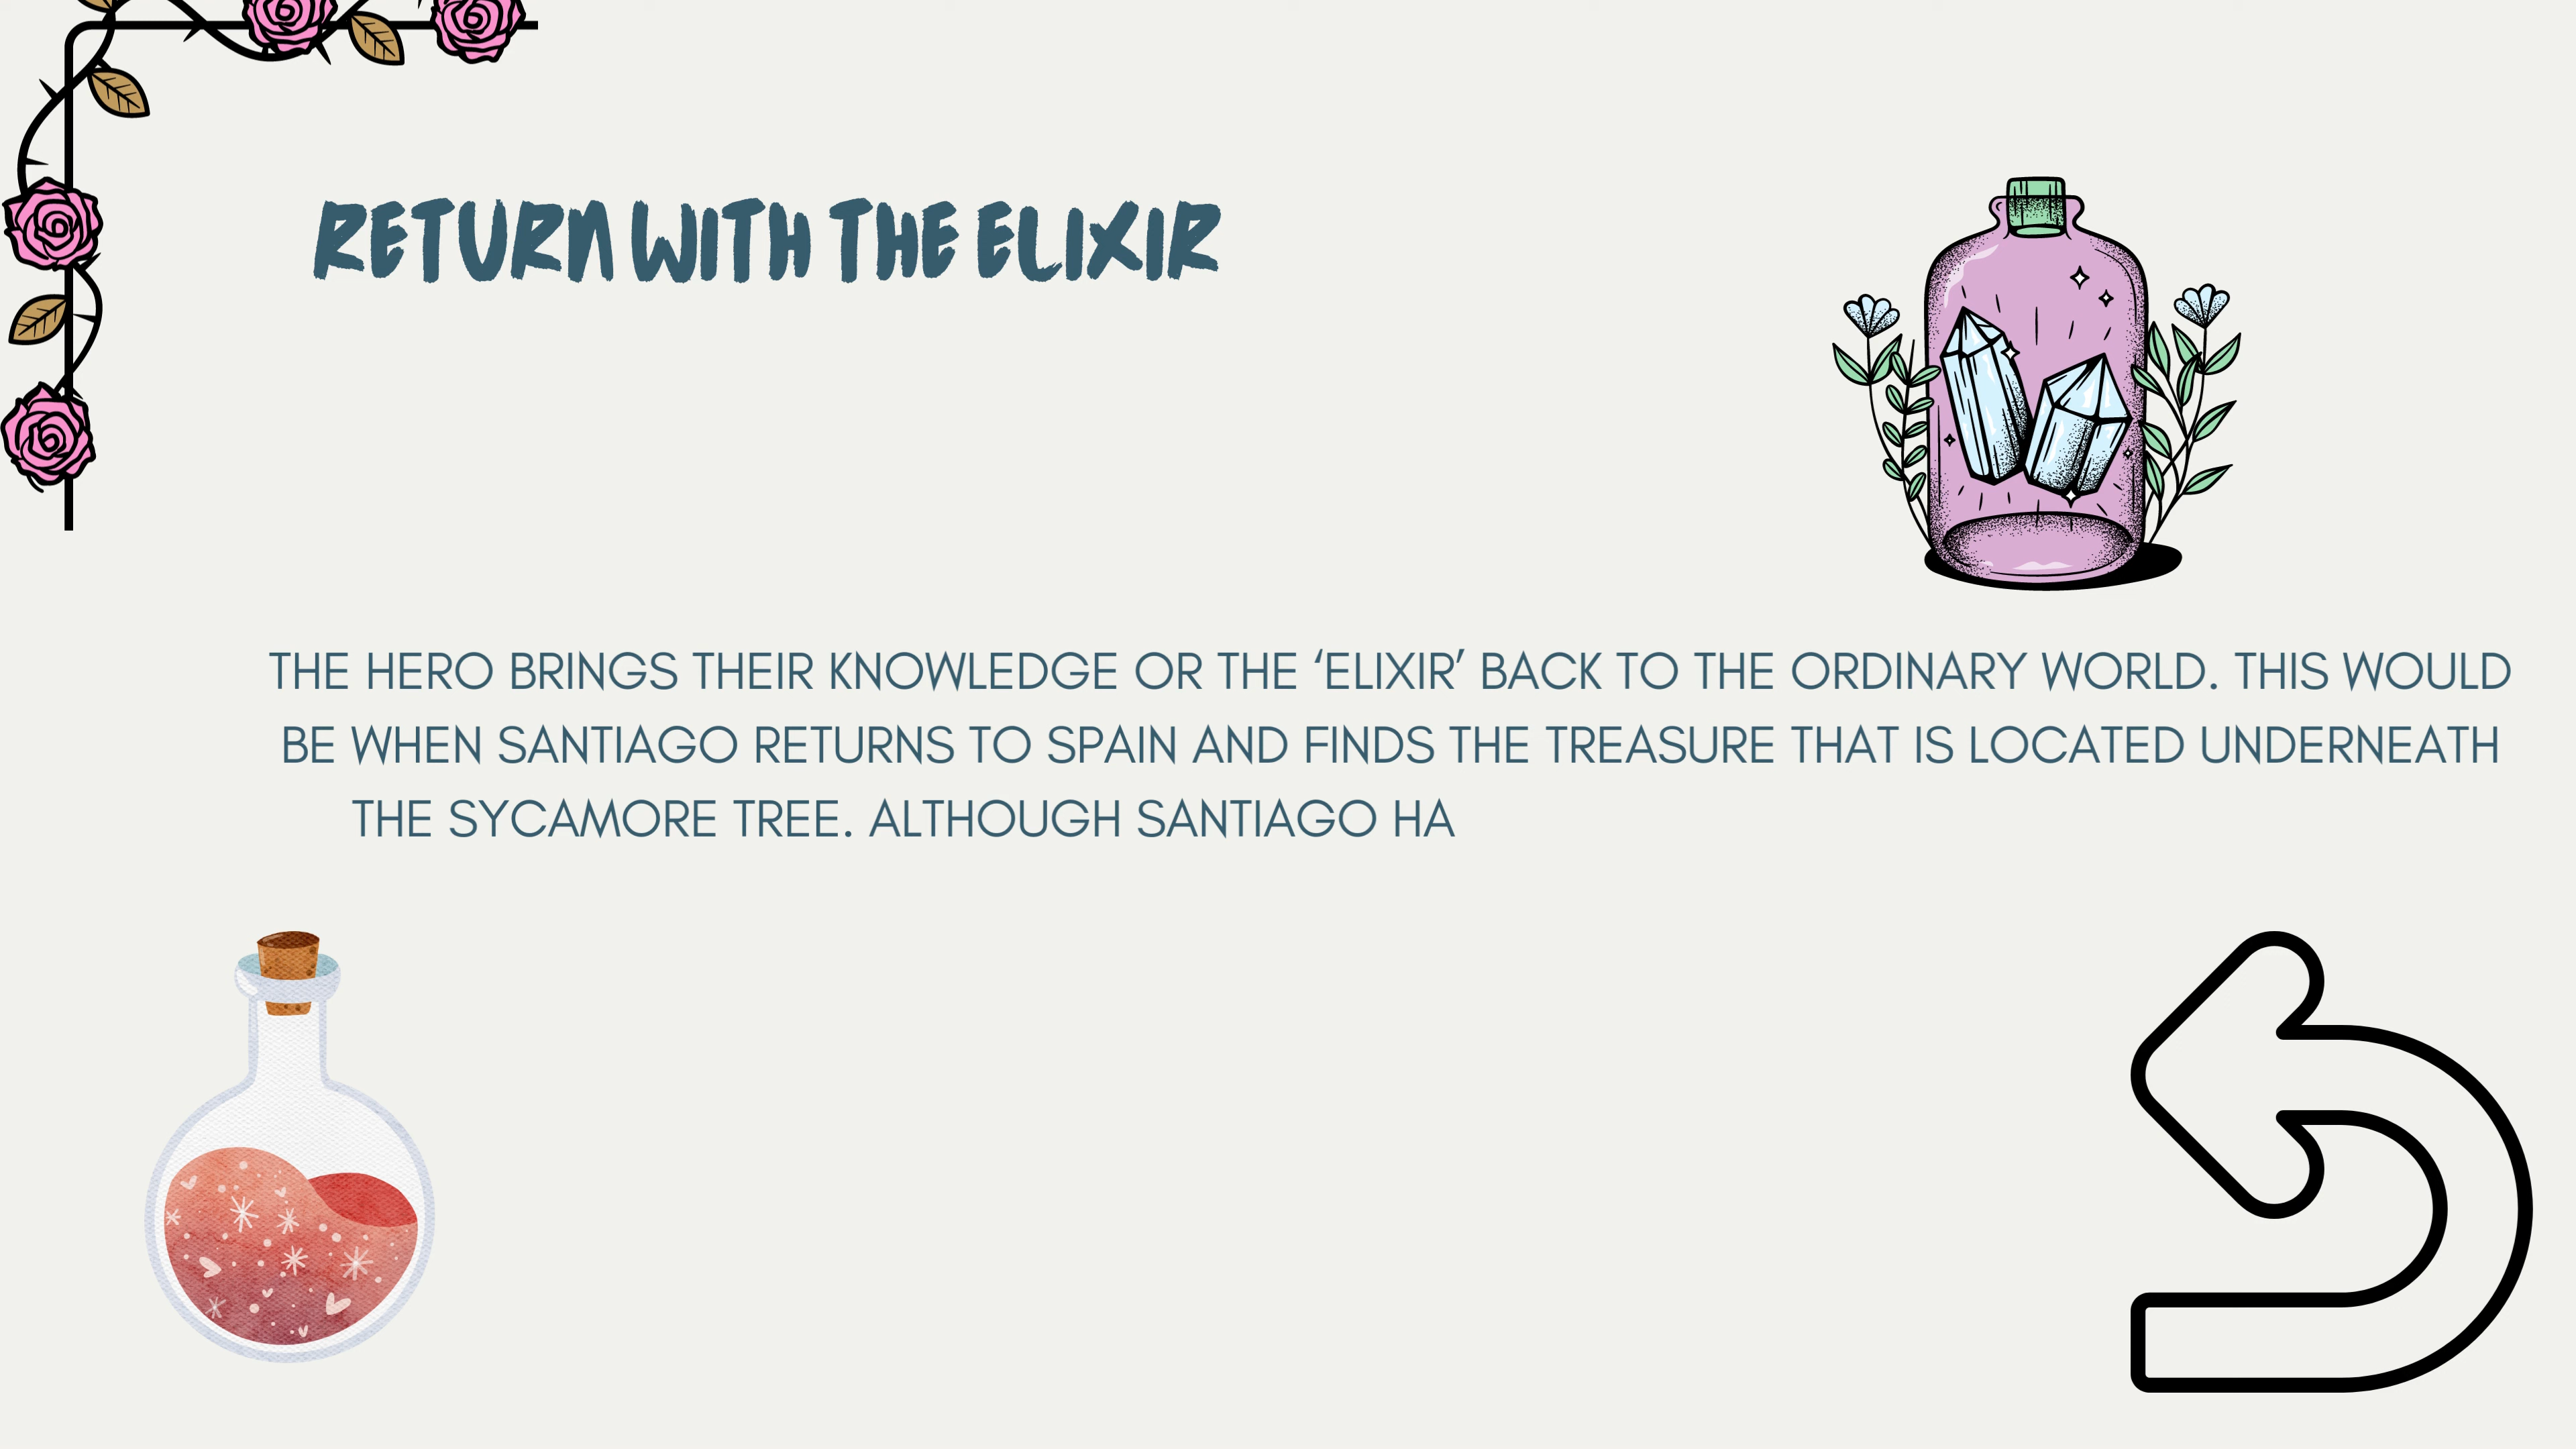 RETURN WITH THE ELIXIR
THE HERO BRINGS THEIR KNOWLEDGE OR THE ‘ELIXIR’ BACK TO THE ORDINARY WORLD. THIS WOULD
BE WHEN SANTIAGO RETURNS TO SPAIN AND FINDS THE TREASURE THAT IS LOCATED UNDERNEATH
THE SYCAMORE TREE. ALTHOUGH SANTIAGO HA